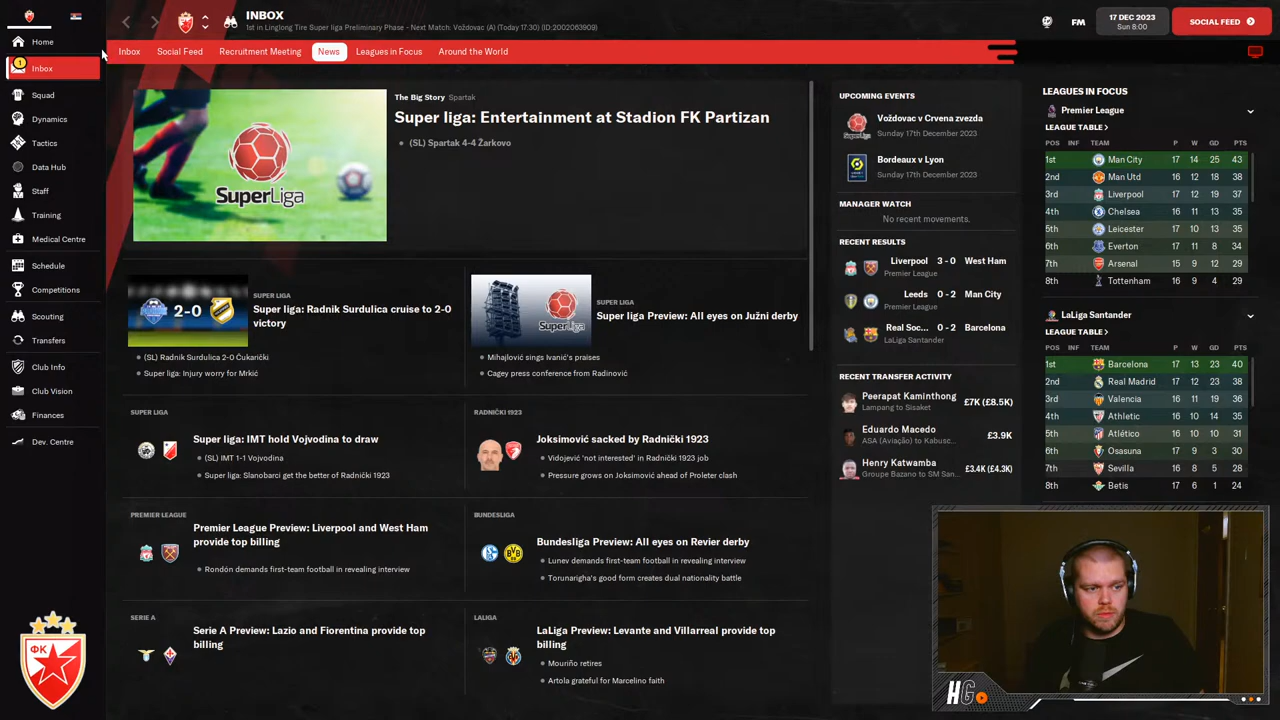 INBOX
1st in Linglong Tire Super liga Preliminary Phase - Next Match: Voždovac (A) (Today 17:30) (ID:2002063909)
FM
17 DEC 2023
Sun 8:00
SOCIAL FEED
Home
1
Inbox
Squad
Dynamics
Tactics
Data Hub
Staff
Training
Medical Centre
Schedule
Competitions
Scouting
Transfers
Club Info
Club Vision
Finances
Dev. Centre
ФК
Inbox
Social Feed
Recruitment Meeting
News
Leagues in Focus
Around the World
SuperLiga
The Big Story Spartak
Super liga: Entertainment at Stadion FK Partizan
(SL) Spartak 4-4 Žarkovo
2-0
SUPER LIGA
Super liga: Radnik Surdulica cruise to 2-0
victory
(SL) Radnik Surdulica 2-0 Čukarički
Super liga: Injury worry for Mrkić
SuperLiga
SUPER LIGA
Super liga Preview: All eyes on Južni derby
Mihajlović sings Ivanić's praises
Cagey press conference from Radinović
SUPER LIGA
Super liga: IMT hold Vojvodina to draw
(SL) IMT 1-1 Vojvodina
Super liga: Slanobarci get the better of Radnički 1923
RADNIČKI 1923
Joksimović sacked by Radnički 1923
Vidojević 'not interested' in Radnički 1923 job
Pressure grows on Joksimović ahead of Proleter clash
PREMIER LEAGUE
Premier League Preview: Liverpool and West Ham
provide top billing
Rondón demands first-team football in revealing interview
BUNDESLIGA
Bundesliga Preview: All eyes on Revier derby
Lunev demands first-team football in revealing interview
Torunarigha's good form creates dual nationality battle
SERIE A
Serie A Preview: Lazio and Fiorentina provide top
billing
LALIGA
LaLiga Preview: Levante and Villarreal provide top
billing
Mouriño retires
Artola grateful for Marcelino faith
UPCOMING EVENTS
Voždovac v Crvena zvezda
Sunday 17th December 2023
Bordeaux v Lyon
Sunday 17th December 2023
MANAGER WATCH
No recent movements.
RECENT RESULTS
Liverpool 3 - 0 West Ham
Premier League
Leeds 0 - 2 Man City
Premier League
Real Soc... 0 - 2 Barcelona
LaLiga Santander
RECENT TRANSFER ACTIVITY
Peerapat Kaminthong
Lampang to Sisaket
£7K (£8.5K)
Eduardo Macedo
ASA (Aviação) to Kabusc...
£3.9K
Henry Katwamba
Groupe Bazano to SM San...
£3.4K (£4.3K)
LEAGUES IN FOCUS
Premier League
LEAGUE TABLE
POS INF TEAM P W GD PTS
1st Man City 17 14 25 43
2nd Man Utd 16 12 18 38
3rd Liverpool 17 12 19 37
4th Chelsea 16 11 13 35
5th Leicester 17 11 10 35
6th Everton 17 11 8 34
7th Arsenal 16 9 12 29
8th Tottenham 16 9 4 29
LaLiga Santander
LEAGUE TABLE
POS INF TEAM P W GD PTS
1st Barcelona 17 13 23 40
2nd Real Madrid 17 12 23 38
3rd Valencia 16 11 19 36
4th Athletic 16 10 14 35
5th Atlético 17 10 10 31
6th Osasuna 17 9 3 30
7th Sevilla 16 8 5 28
8th Betis 17 6 1 24
HG